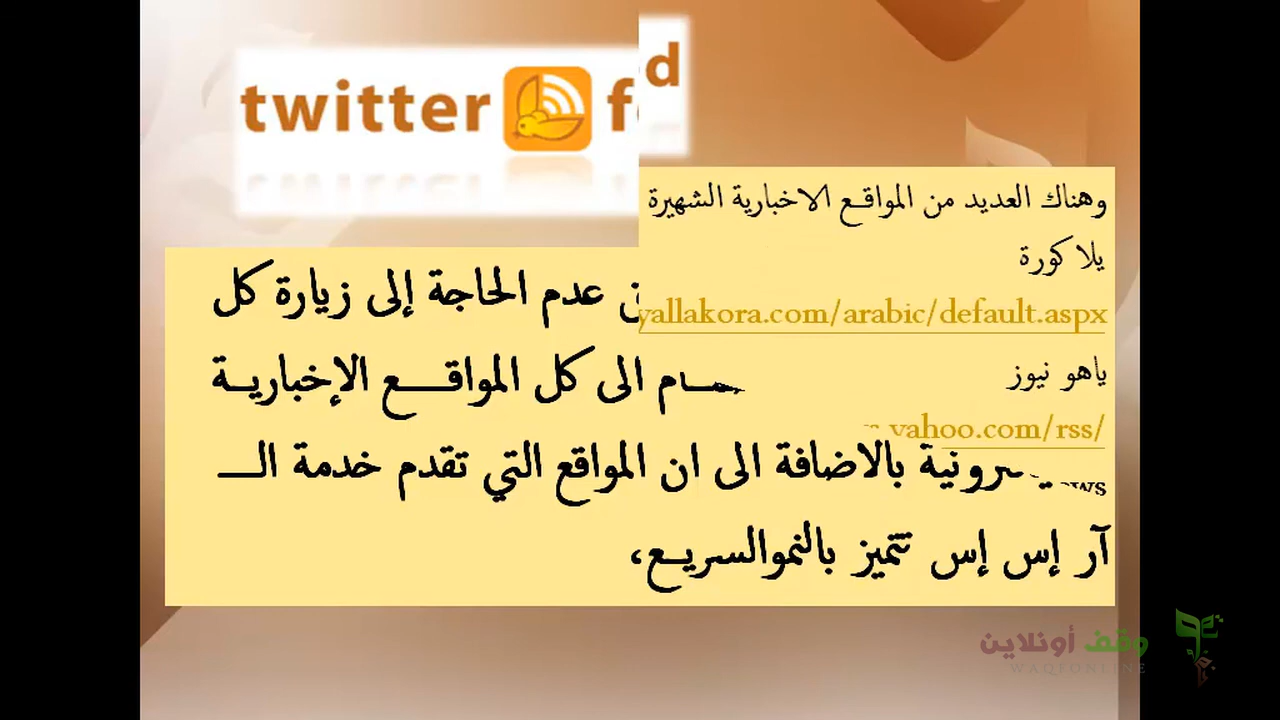 twitter
d
وهناك العديد من المواقع الاخبارية الشهيرة
يلا كورة
yallakora.com/arabic/default.aspx
عدم الحاجة إلى زيارة كل
ياهو نيوز
الى كل المواقع الإخبارية
yahoo.com/rss/
بالاضافة الى ان المواقع التي تقدم خدمة الـ
آر إس إس تتميز بالنموالسريع،
وقف أونلاين
WAQFONLINE